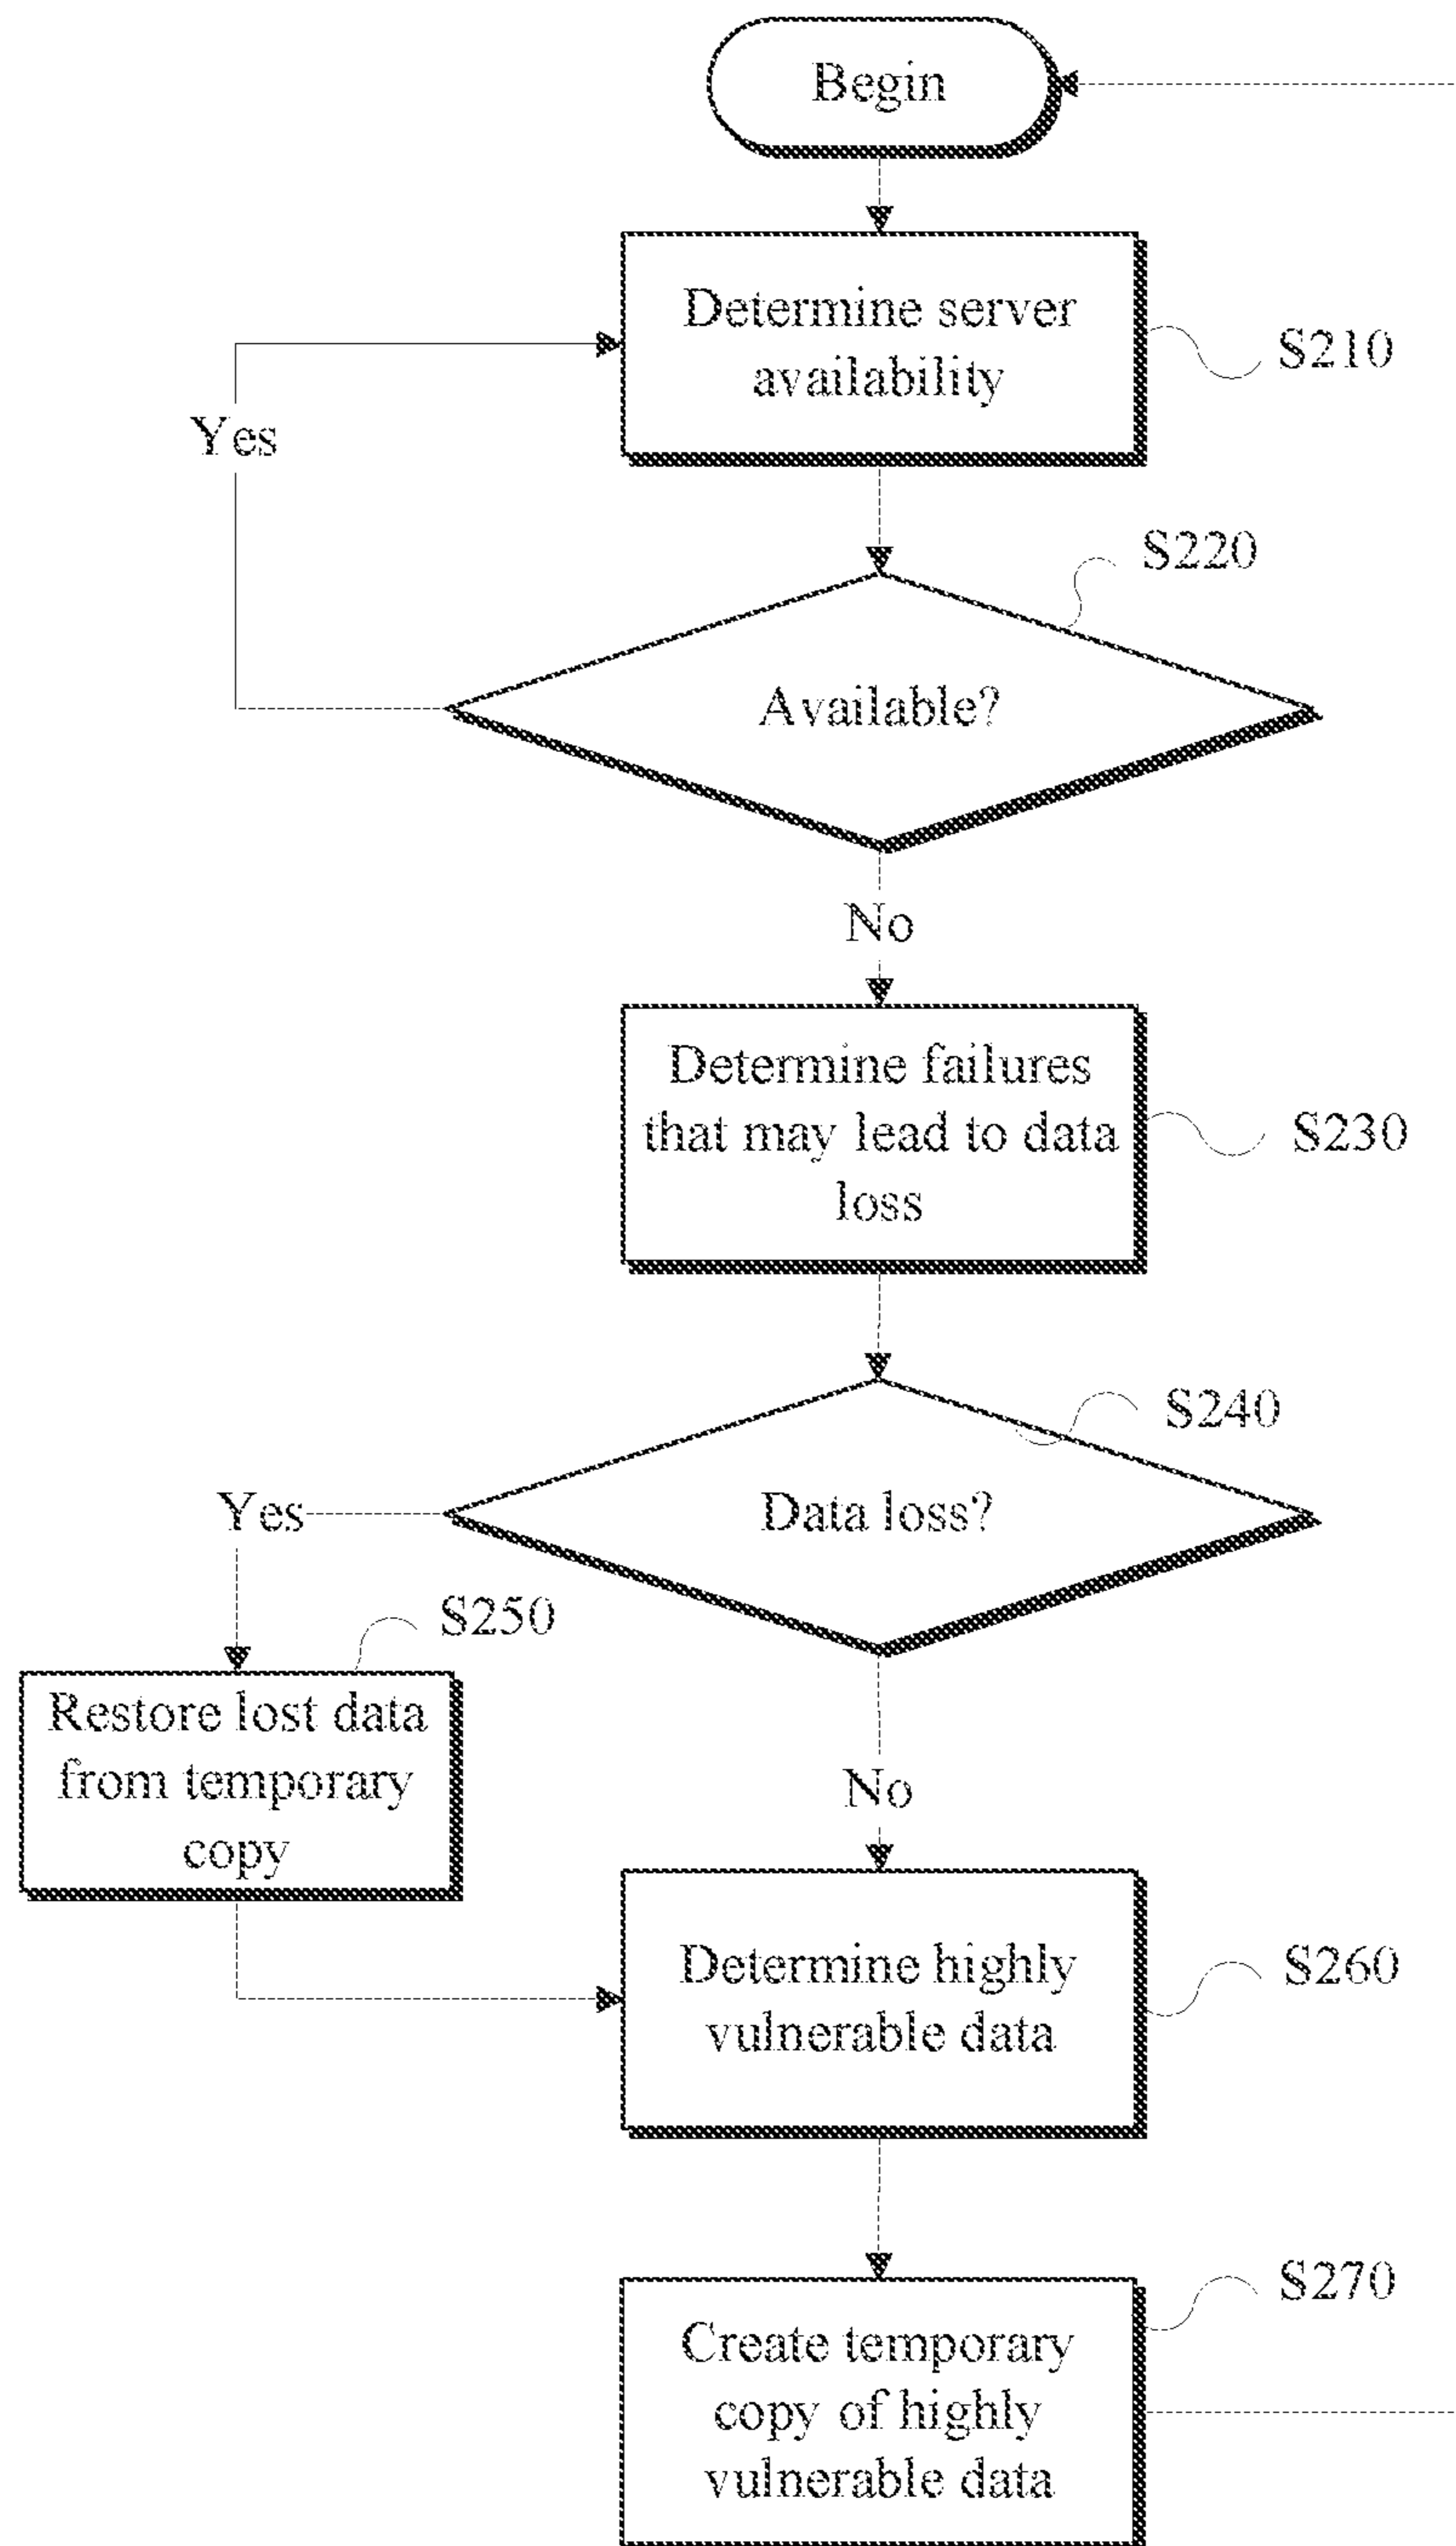 Begin
Determine server
availability
S210
Yes
S220
Available?
No
Determine failures
that may lead to data
loss
S230
S240
Data loss?
Yes
S250
Restore lost data
from temporary
copy
No
Determine highly
vulnerable data
S260
S270
Create temporary
copy of highly
vulnerable data